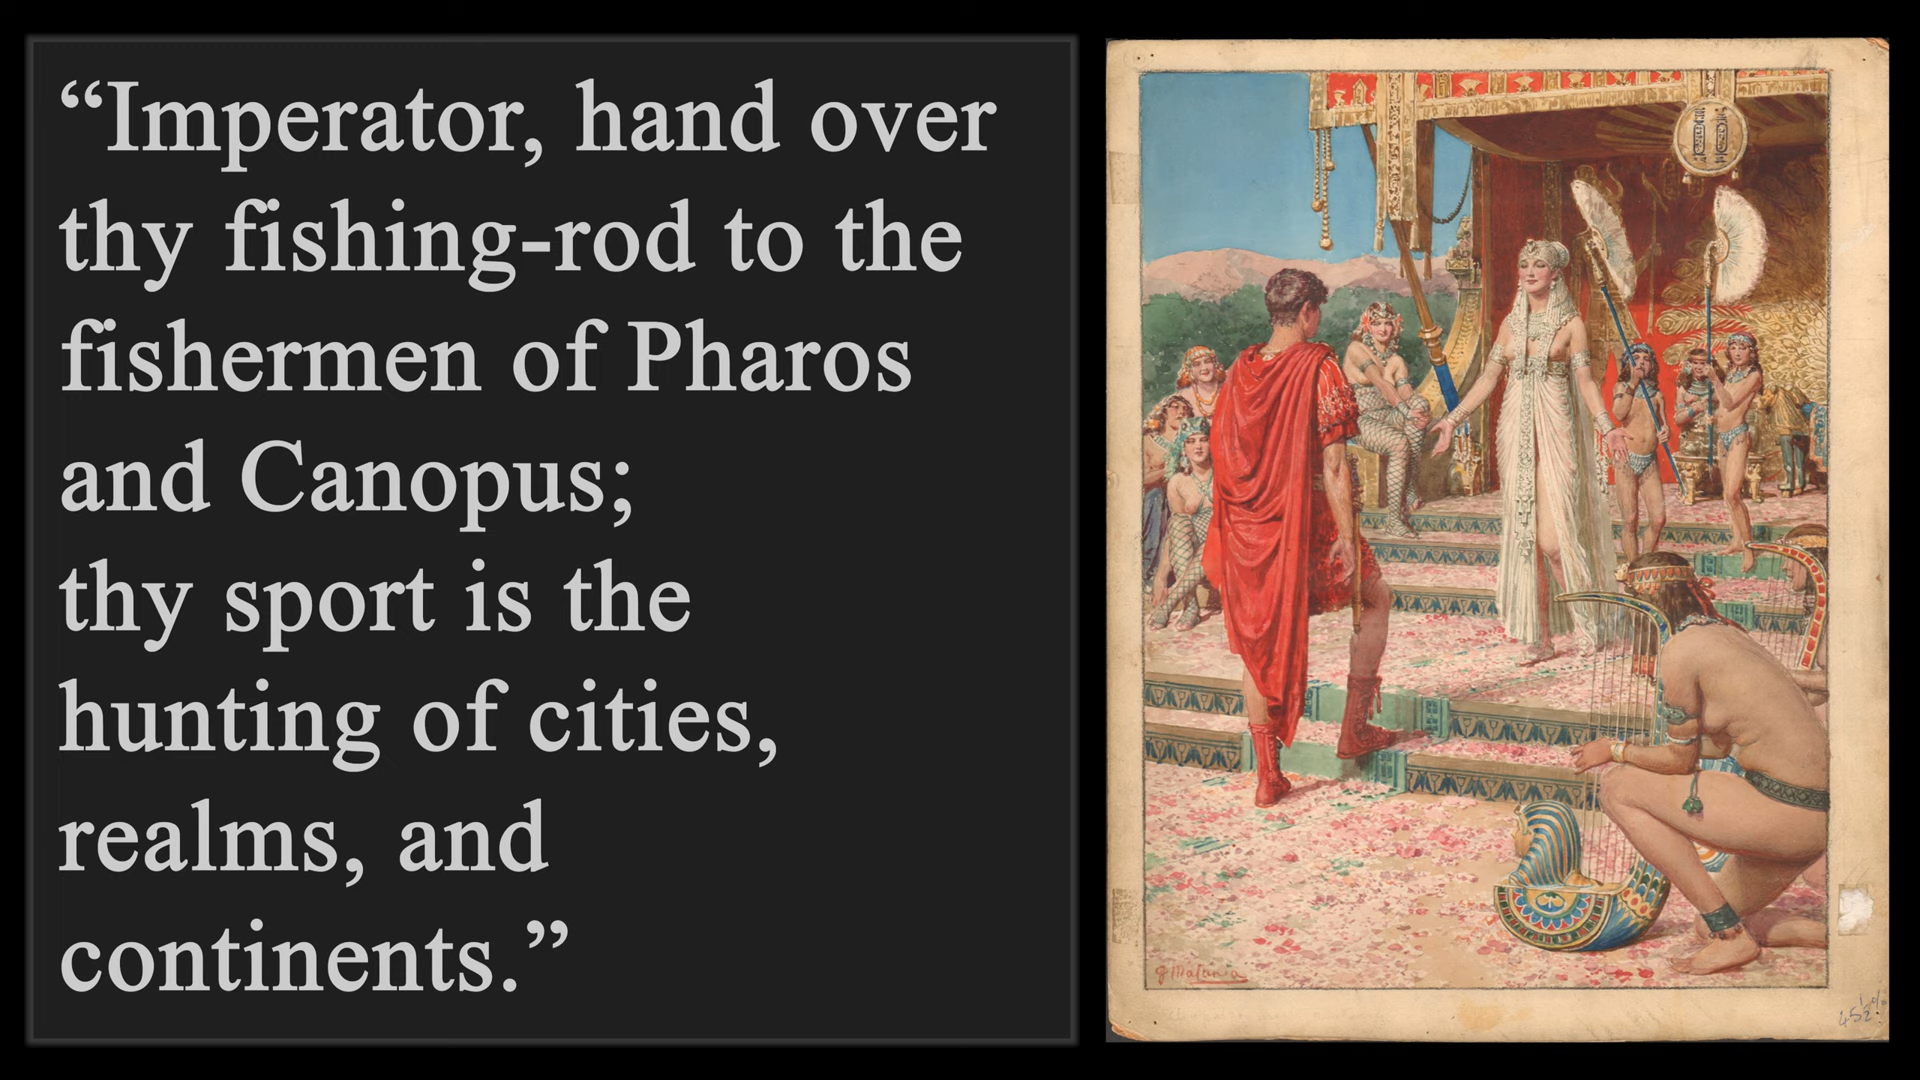 “Imperator, hand over
thy fishing-rod to the
fishermen of Pharos
and Canopus;
thy sport is the
hunting of cities,
realms, and
continents.”
F Matania